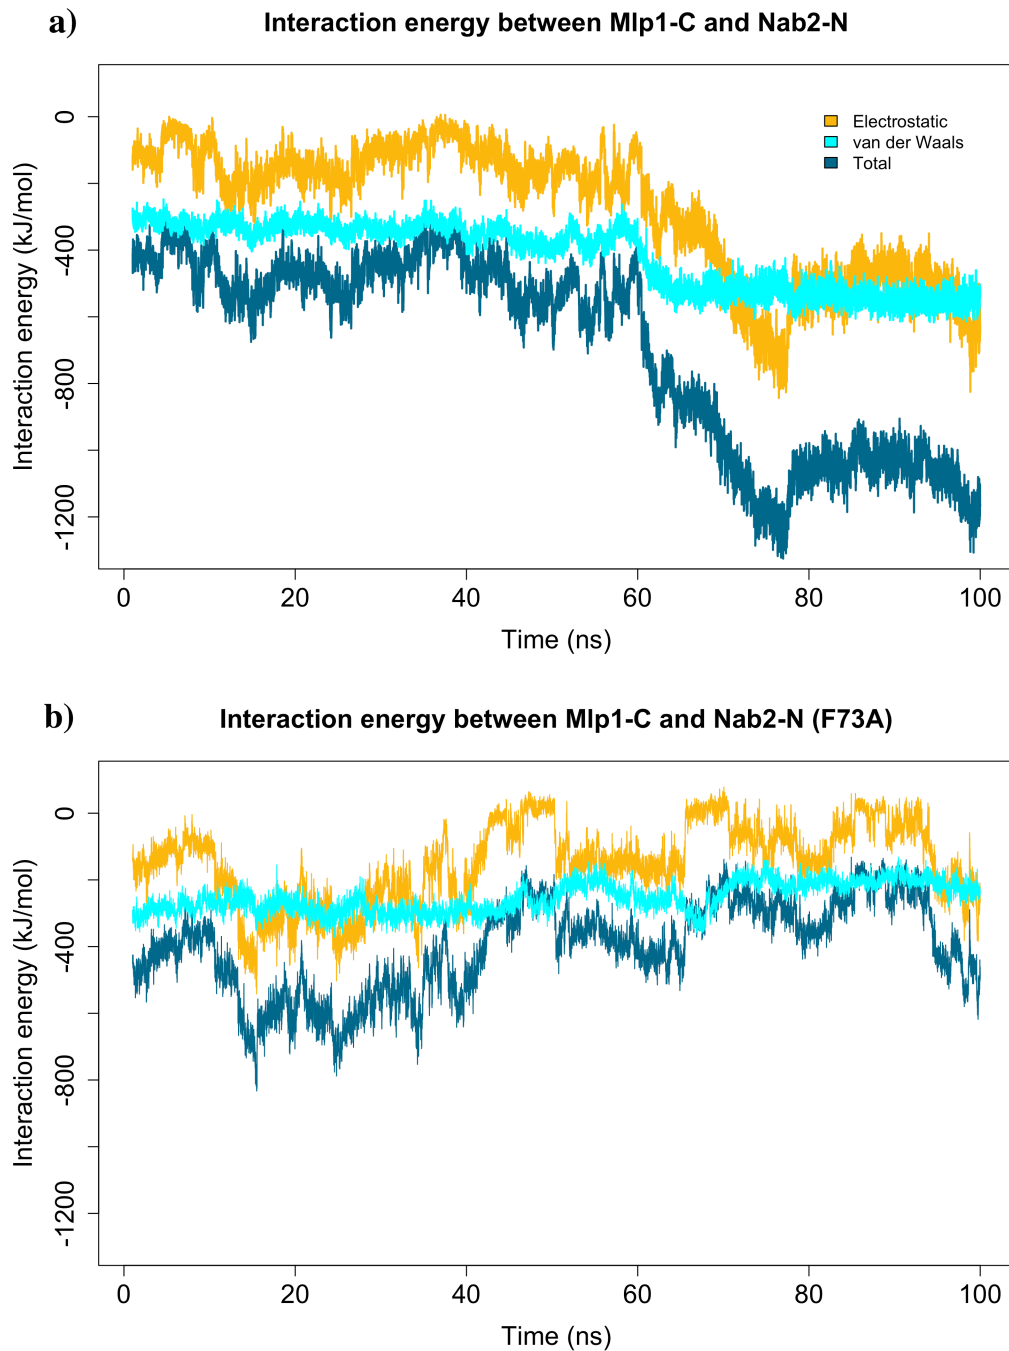 a)
Interaction energy between Mlp1-C and Nab2-N
Interaction energy (kJ/mol)
0
-400
-800
-1200
Electrostatic
van der Waals
Total
0 20 40 60 80 100
Time (ns)
b)
Interaction energy between Mlp1-C and Nab2-N (F73A)
Interaction energy (kJ/mol)
0
-400
-800
-1200
0 20 40 60 80 100
Time (ns)